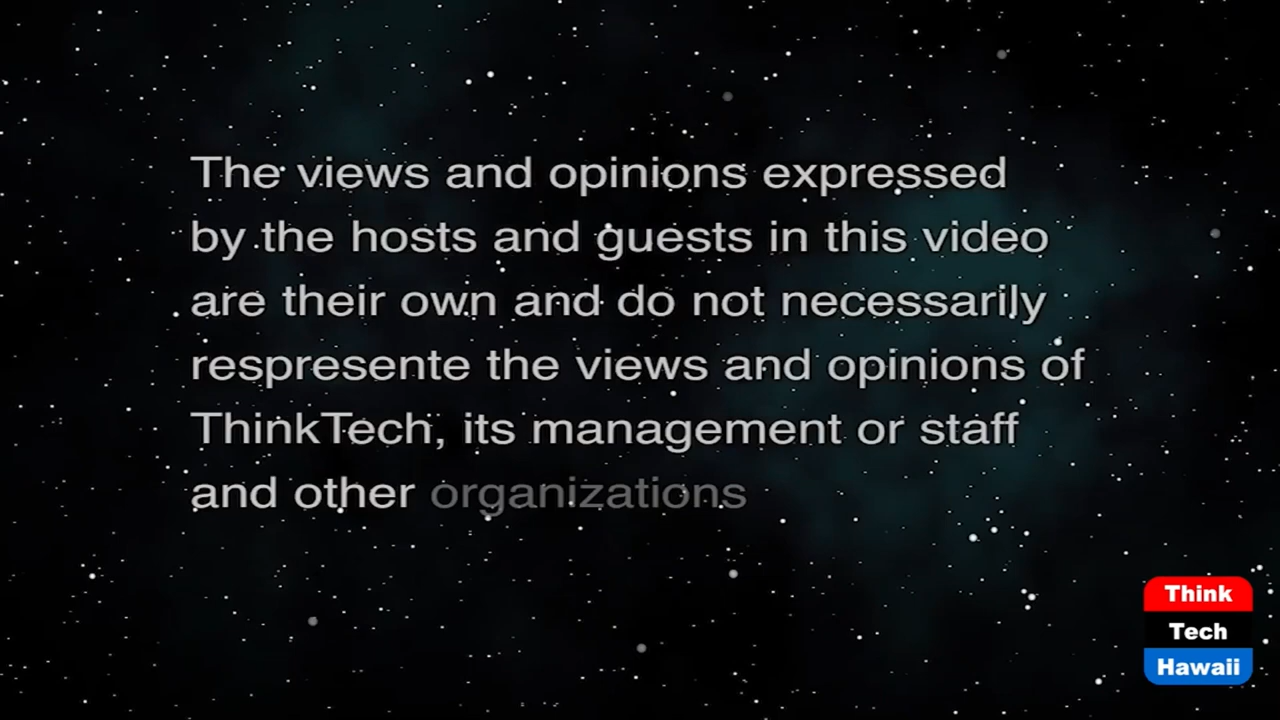 The views and opinions expressed
by the hosts and guests in this video
are their own and do not necessarily
respresente the views and opinions of
ThinkTech, its management or staff
and other organizations
Think
Tech
Hawaii